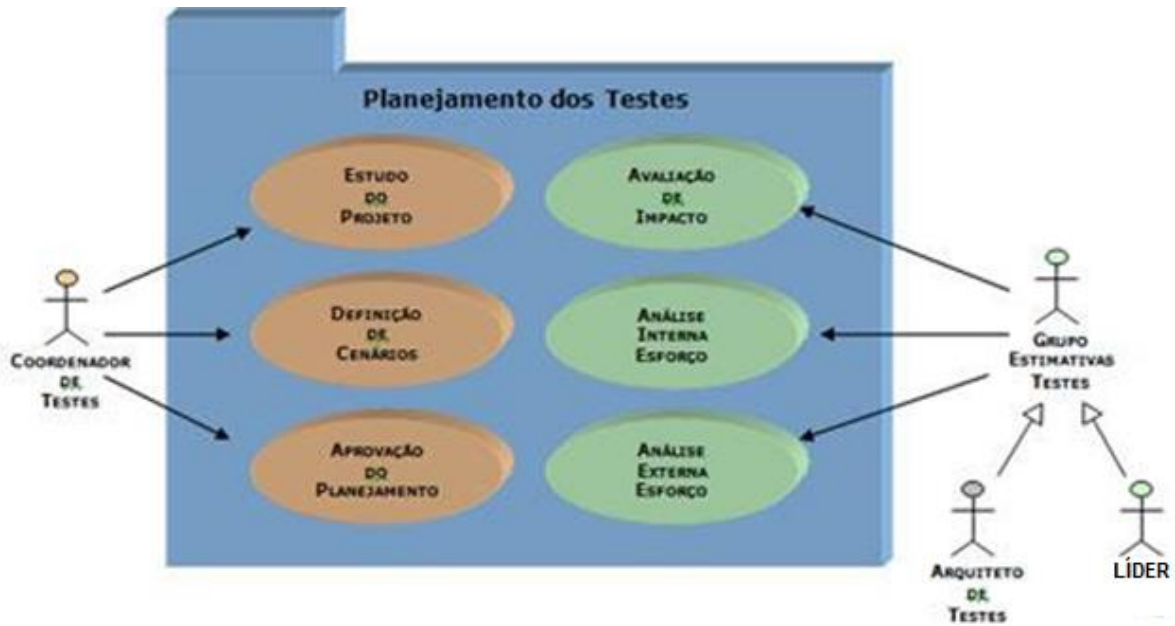 Planejamento dos Testes
ESTUDO
DO
PROJETO
AVALIAÇÃO
DE
IMPACTO
DEFINIÇÃO
DE
CENÁRIOS
ANÁLISE
INTERNA
ESFORÇO
APROVAÇÃO
DO
PLANEJAMENTO
ANÁLISE
EXTERNA
ESFORÇO
COORDENADOR
DE
TESTES
GRUPO
ESTIMATIVAS
TESTES
ARQUITETO
DE
TESTES
LÍDER